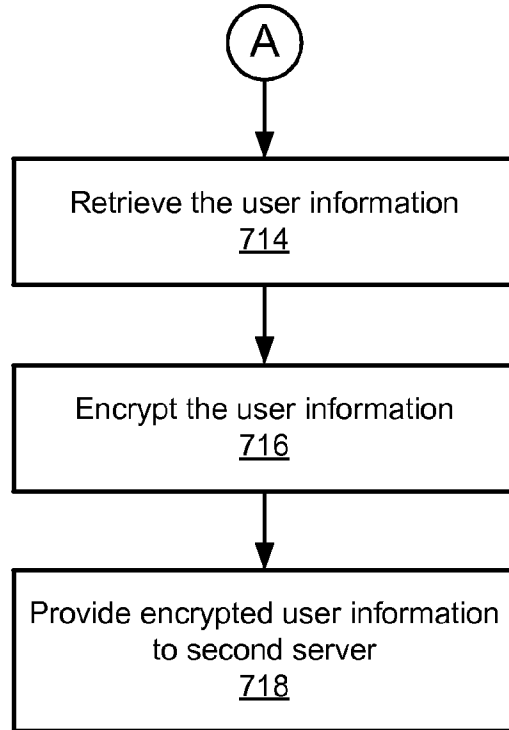 A
Retrieve the user information
714
Encrypt the user information
716
Provide encrypted user information
to second server
718